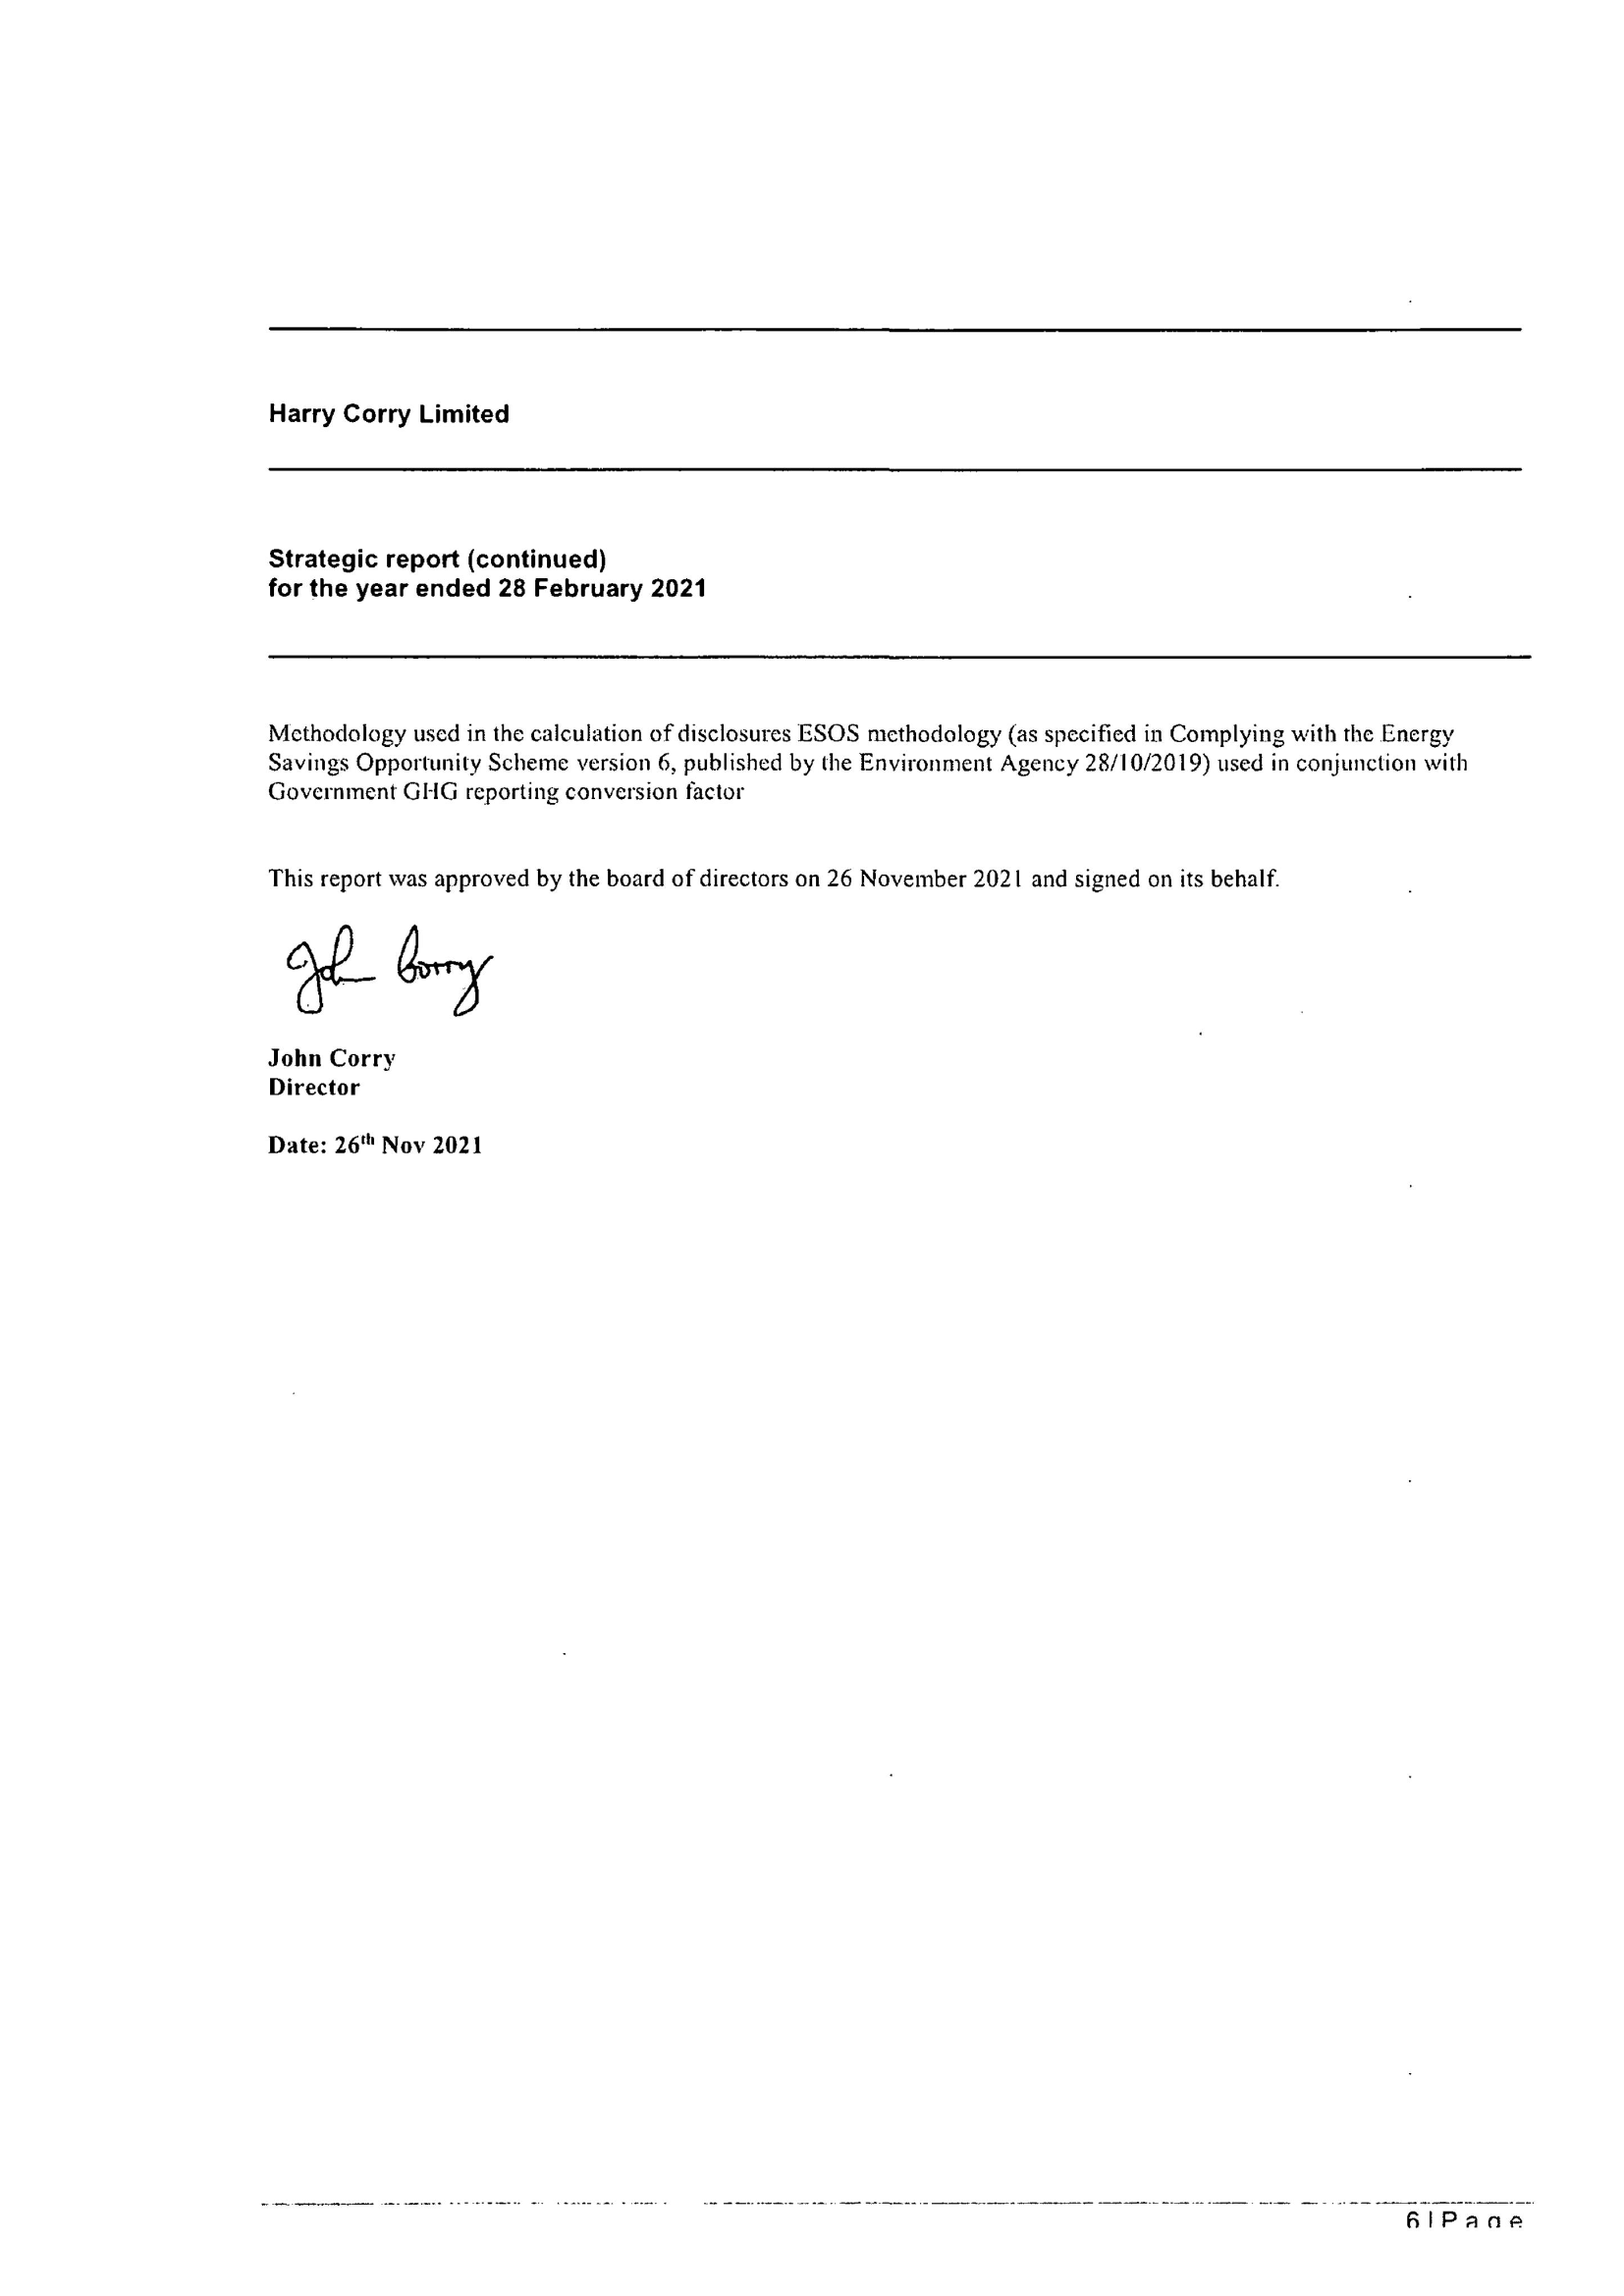 Harry Corry Limited
Strategic report (continued)
for the year ended 28 February 2021
Methodology used in the calculation of disclosures ESOS methodology (as specified in Complying with the Energy
Savings Opportunity Scheme version 6, published by the Environment Agency 28/10/2019) used in conjunction with
Government GHG reporting conversion factor
This report was approved by the board of directors on 26 November 2021 and signed on its behalf.
John Corry
John Corry
Director
Date: 26th Nov 2021
6 | P a g e